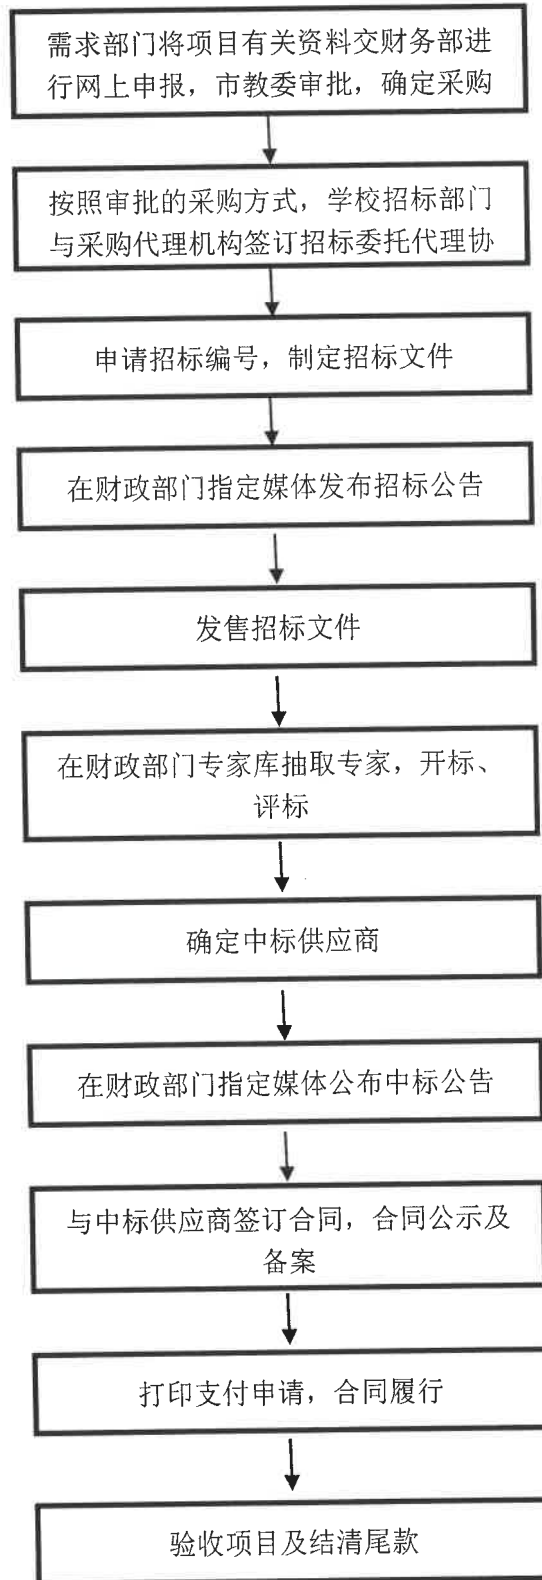 需求部门将项目有关资料交财务部进
行网上申报，市教委审批，确定采购
按照审批的采购方式，学校招标部门
与采购代理机构签订招标委托代理协
申请招标编号，制定招标文件
在财政部门指定媒体发布招标公告
发售招标文件
在财政部门专家库抽取专家，开标、
评标
确定中标供应商
在财政部门指定媒体公布中标公告
与中标供应商签订合同，合同公示及
备案
打印支付申请，合同履行
验收项目及结清尾款